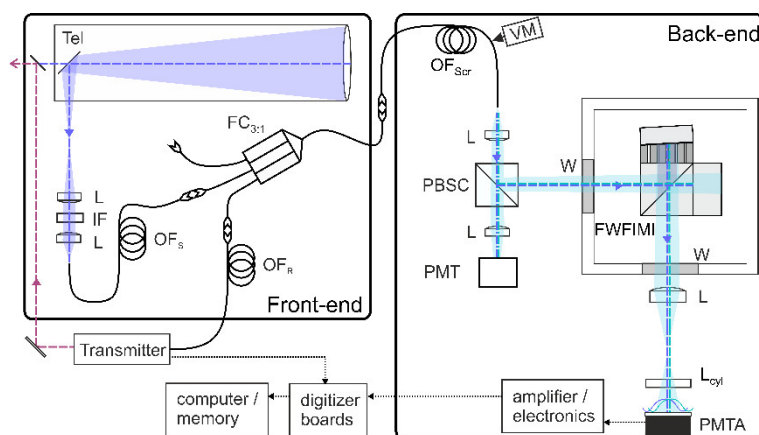 Tel
FC3:1
L
IF
L
OFS
OFR
Front-end
Transmitter
computer /
memory
digitizer
boards
amplifier /
electronics
OFScr
VM
Back-end
L
PBSC
L
PMT
W
FWFIMI
W
L
Lcyl
PMTA